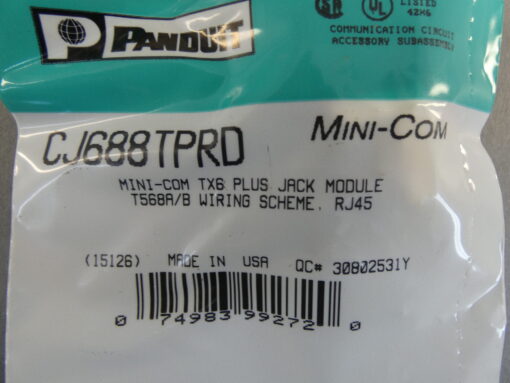 PANDUIT
LISTED
42H6
COMMUNICATION CIRCUIT
ACCESSORY SUBASSEMBLY
CJ688TPRD
MINI-COM
MINI-COM TX6 PLUS JACK MODULE
T568A/B WIRING SCHEME. RJ45
(15126) MADE IN USA QC# 30802531Y
0 74983 99272 0